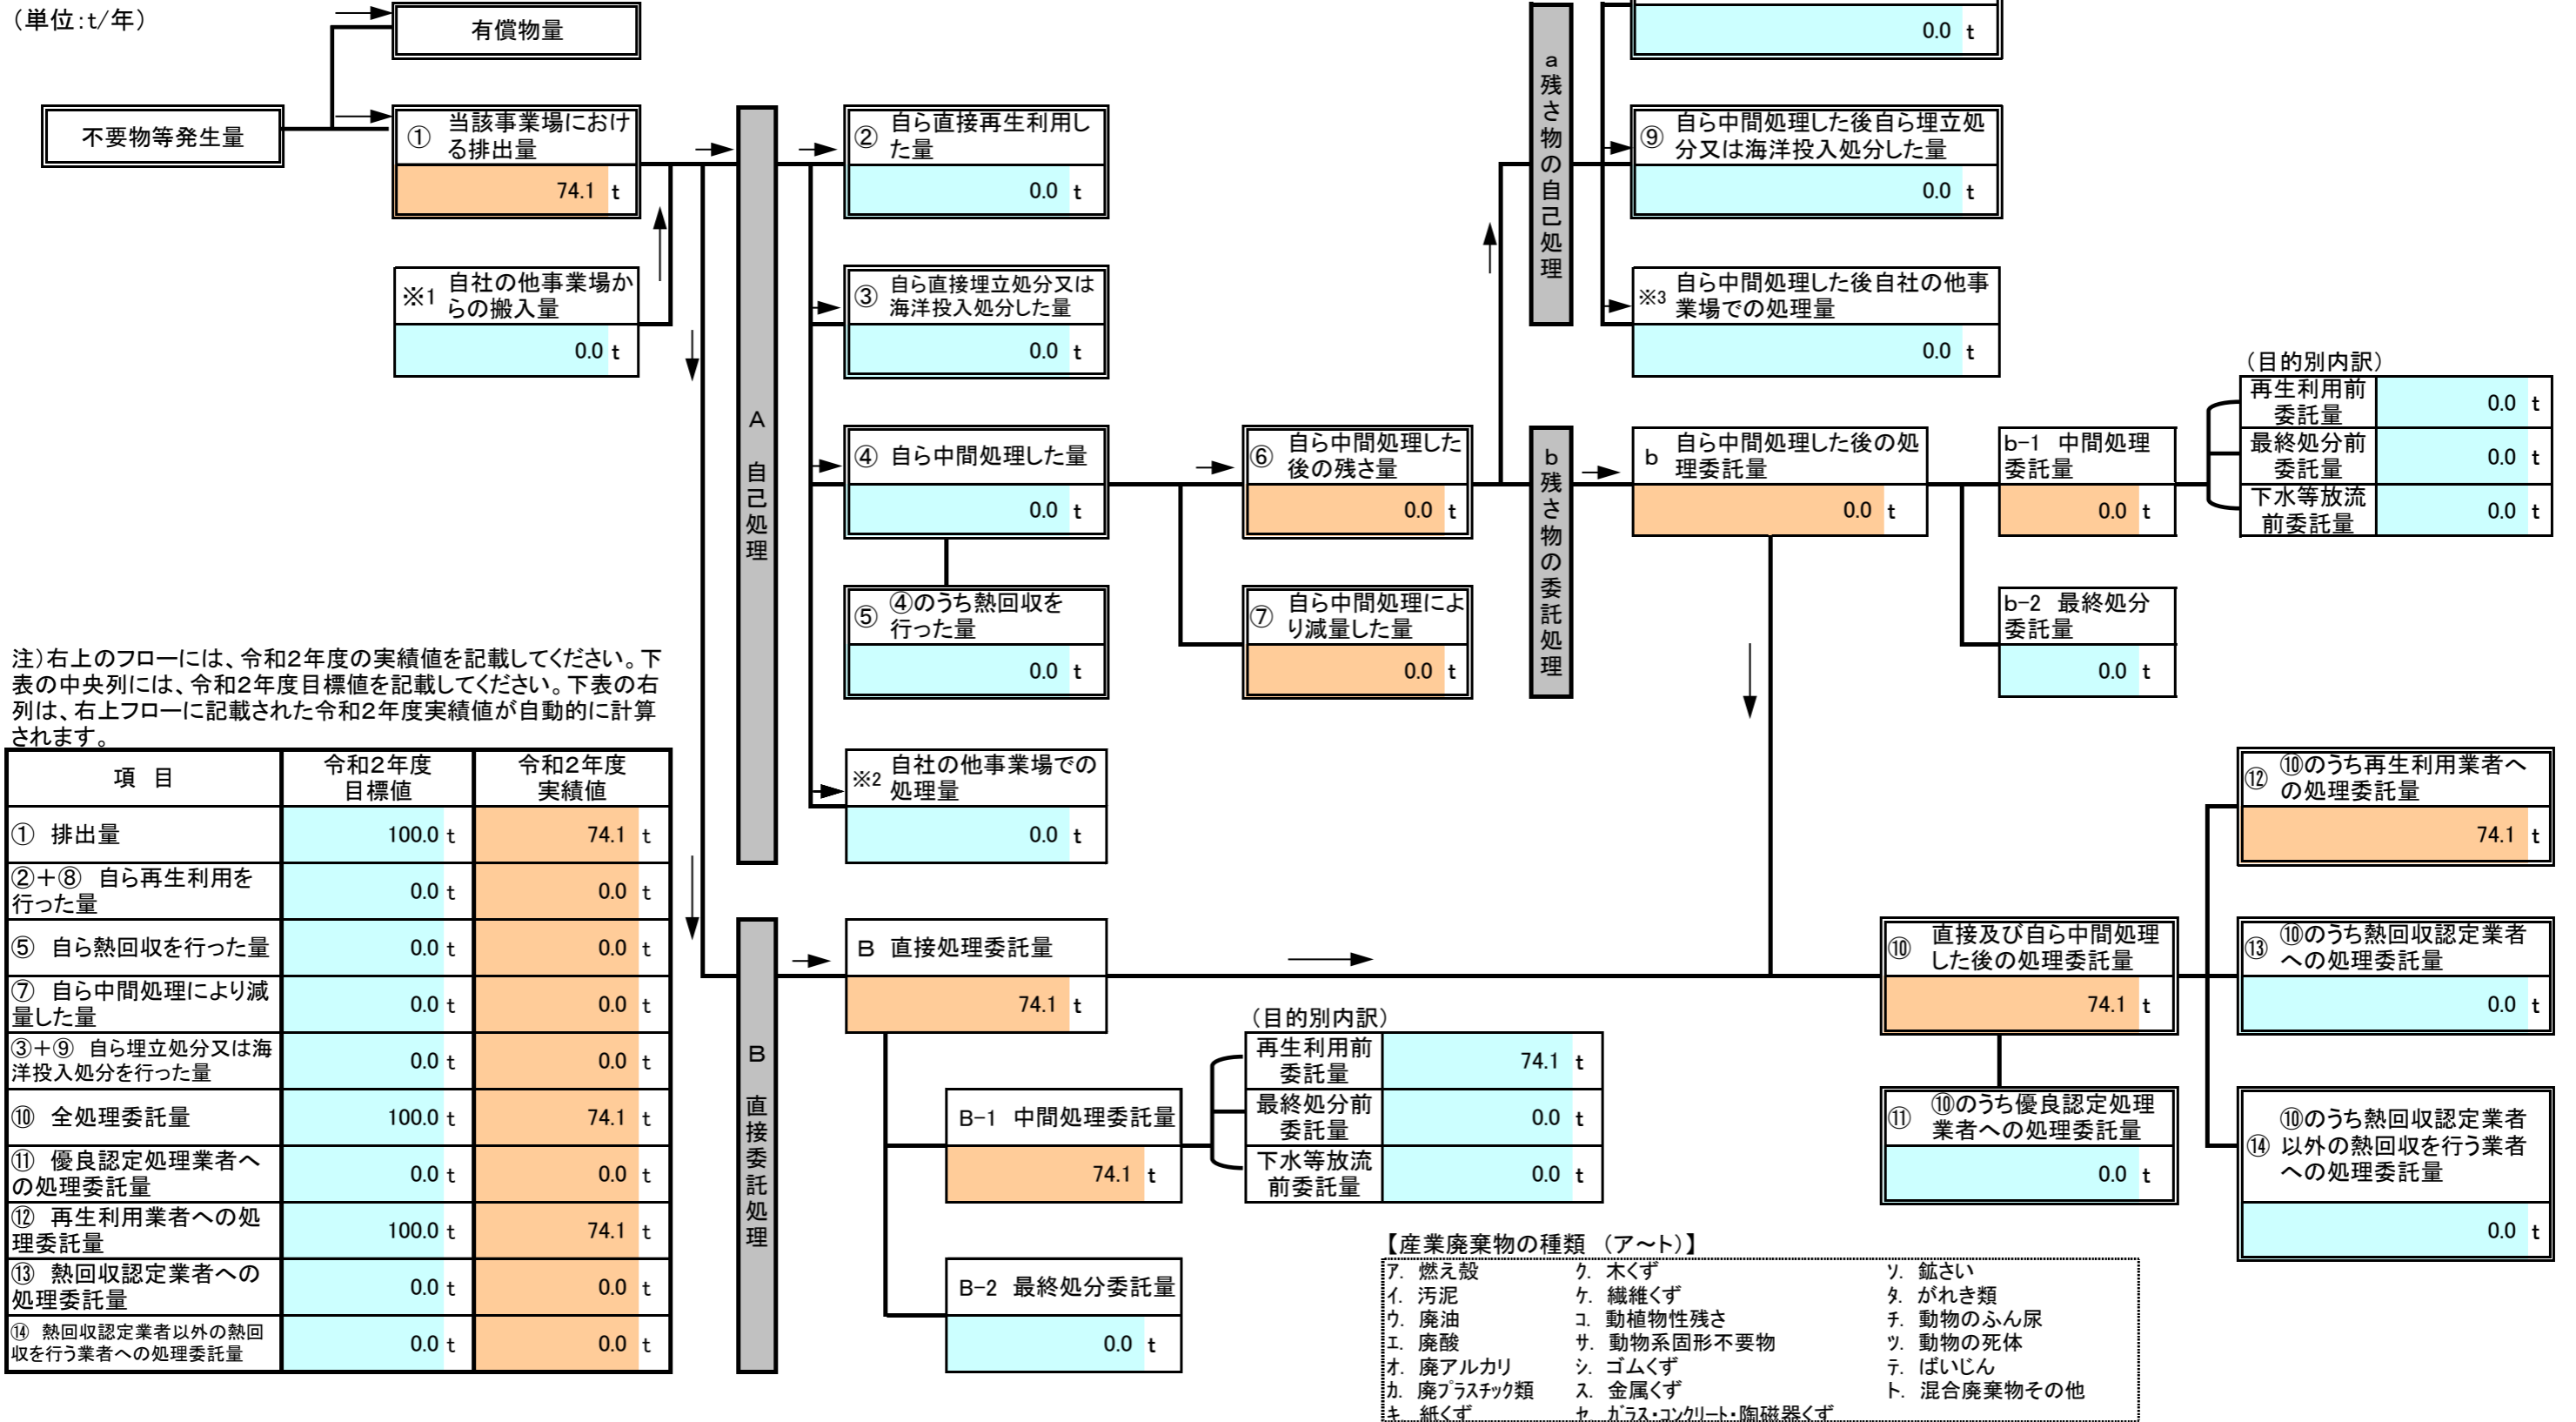 （単位:t/年）
有償物量
不要物等発生量
① 当該事業場におけ
る排出量
74.1 t
※1 自社の他事業場か
らの搬入量
0.0 t
A 自己処理
② 自ら直接再生利用し
た量
0.0 t
③ 自ら直接埋立処分又は
海洋投入処分した量
0.0 t
④ 自ら中間処理した量
0.0 t
⑤ ④のうち熱回収を
行った量
0.0 t
※2 自社の他事業場での
処理量
0.0 t
⑥ 自ら中間処理した
後の残さ量
0.0 t
⑦ 自ら中間処理によ
り減量した量
0.0 t
a 残さ物の自己処理
0.0 t
⑨ 自ら中間処理した後自ら埋立処
分又は海洋投入処分した量
0.0 t
※3 自ら中間処理した後自社の他事
業場での処理量
0.0 t
b 残さ物の委託処理
b 自ら中間処理した後の処
理委託量
0.0 t
b-1 中間処理
委託量
0.0 t
b-2 最終処分
委託量
0.0 t
（目的別内訳）
再生利用前
委託量
0.0 t
最終処分前
委託量
0.0 t
下水等放流
前委託量
0.0 t
注）右上のフローには、令和2年度の実績値を記載してください。下
表の中央列には、令和2年度目標値を記載してください。下表の右
列は、右上フローに記載された令和2年度実績値が自動的に計算
されます。
項 目 令和2年度 令和2年度
目標値 実績値
① 排出量 100.0 t 74.1 t
②＋⑧ 自ら再生利用を
行った量 0.0 t 0.0 t
⑤ 自ら熱回収を行った量 0.0 t 0.0 t
⑦ 自ら中間処理により減
量した量 0.0 t 0.0 t
③＋⑨ 自ら埋立処分又は海
洋投入処分を行った量 0.0 t 0.0 t
⑩ 全処理委託量 100.0 t 74.1 t
⑪ 優良認定処理業者へ
の処理委託量 0.0 t 0.0 t
⑫ 再生利用業者への処
理委託量 100.0 t 74.1 t
⑬ 熱回収認定業者への
処理委託量 0.0 t 0.0 t
⑭ 熱回収認定業者以外の熱回
収を行う業者への処理委託量 0.0 t 0.0 t
B 直接委託処理
B 直接処理委託量
74.1 t
B-1 中間処理委託量
74.1 t
B-2 最終処分委託量
0.0 t
（目的別内訳）
再生利用前
委託量
74.1 t
最終処分前
委託量
0.0 t
下水等放流
前委託量
0.0 t
⑩ 直接及び自ら中間処理
した後の処理委託量
74.1 t
⑪ ⑩のうち優良認定処理
業者への処理委託量
0.0 t
⑫ ⑩のうち再生利用業者へ
の処理委託量
74.1 t
⑬ ⑩のうち熱回収認定業者
への処理委託量
0.0 t
⑭ ⑩のうち熱回収認定業者
以外の熱回収を行う業者
への処理委託量
0.0 t
【産業廃棄物の種類 （ア～ト）】
ア. 燃え殻 ク. 木くず ソ. 鉱さい
イ. 汚泥 ケ. 繊維くず タ. がれき類
ウ. 廃油 コ. 動植物性残さ チ. 動物のふん尿
エ. 廃酸 サ. 動物系固形不要物 ツ. 動物の死体
オ. 廃アルカリ シ. ゴムくず テ. ばいじん
カ. 廃プラスチック類 ス. 金属くず ト. 混合廃棄物その他
キ. 紙くず セ. ガラス・コンクリート・陶磁器くず